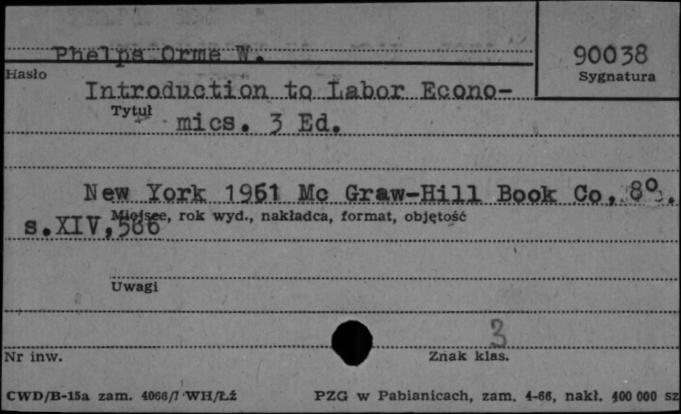 Phelps Orme W.
90038
Hasło
Sygnatura
Introduction to Labor Econo-
Tytuł
mics. 3 Ed.
New York 1961 Mc Graw-Hill Book Co, 8°.
Miejsce, rok wyd., nakładca, format, objętość
s.XIV,586
Uwagi
3
Nr inw.
Znak klas.
CWD/B-15a zam. 4066/I WH/Łź
PZG w Pabianicach, zam. 4-66, nakł. 400 000 sz